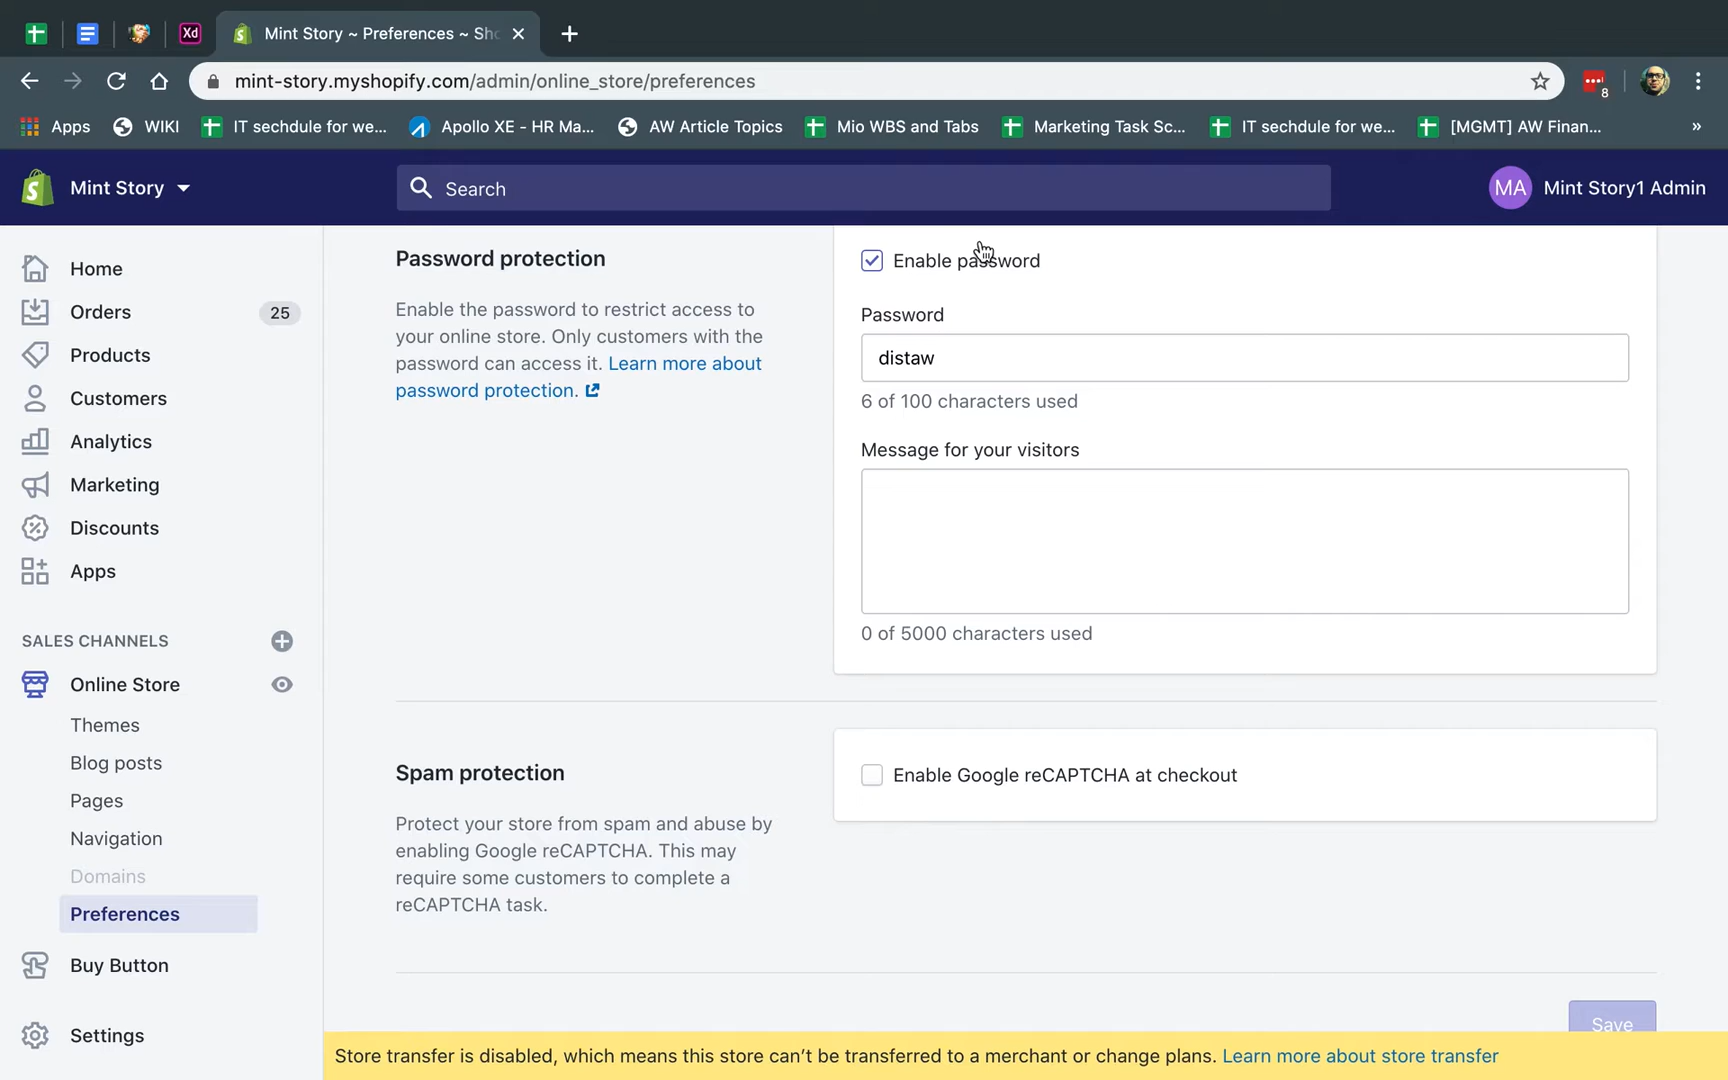 Xd
Mint Story ~ Preferences ~ Sh
mint-story.myshopify.com/admin/online_store/preferences
8
Apps
WIKI
IT sechdule for we...
Apollo XE - HR Ma...
AW Article Topics
Mio WBS and Tabs
Marketing Task Sc...
IT sechdule for we...
[MGMT] AW Finan...
»
Mint Story
Search
MA
Mint Story1 Admin
Home
Orders
25
Products
Customers
Analytics
Marketing
Discounts
Apps
SALES CHANNELS
Online Store
Themes
Blog posts
Pages
Navigation
Domains
Preferences
Buy Button
Settings
Password protection
Enable the password to restrict access to
your online store. Only customers with the
password can access it. Learn more about
password protection.
Enable password
Password
distaw
6 of 100 characters used
Message for your visitors
0 of 5000 characters used
Spam protection
Protect your store from spam and abuse by
enabling Google reCAPTCHA. This may
require some customers to complete a
reCAPTCHA task.
Enable Google reCAPTCHA at checkout
Save
Store transfer is disabled, which means this store can't be transferred to a merchant or change plans. Learn more about store transfer